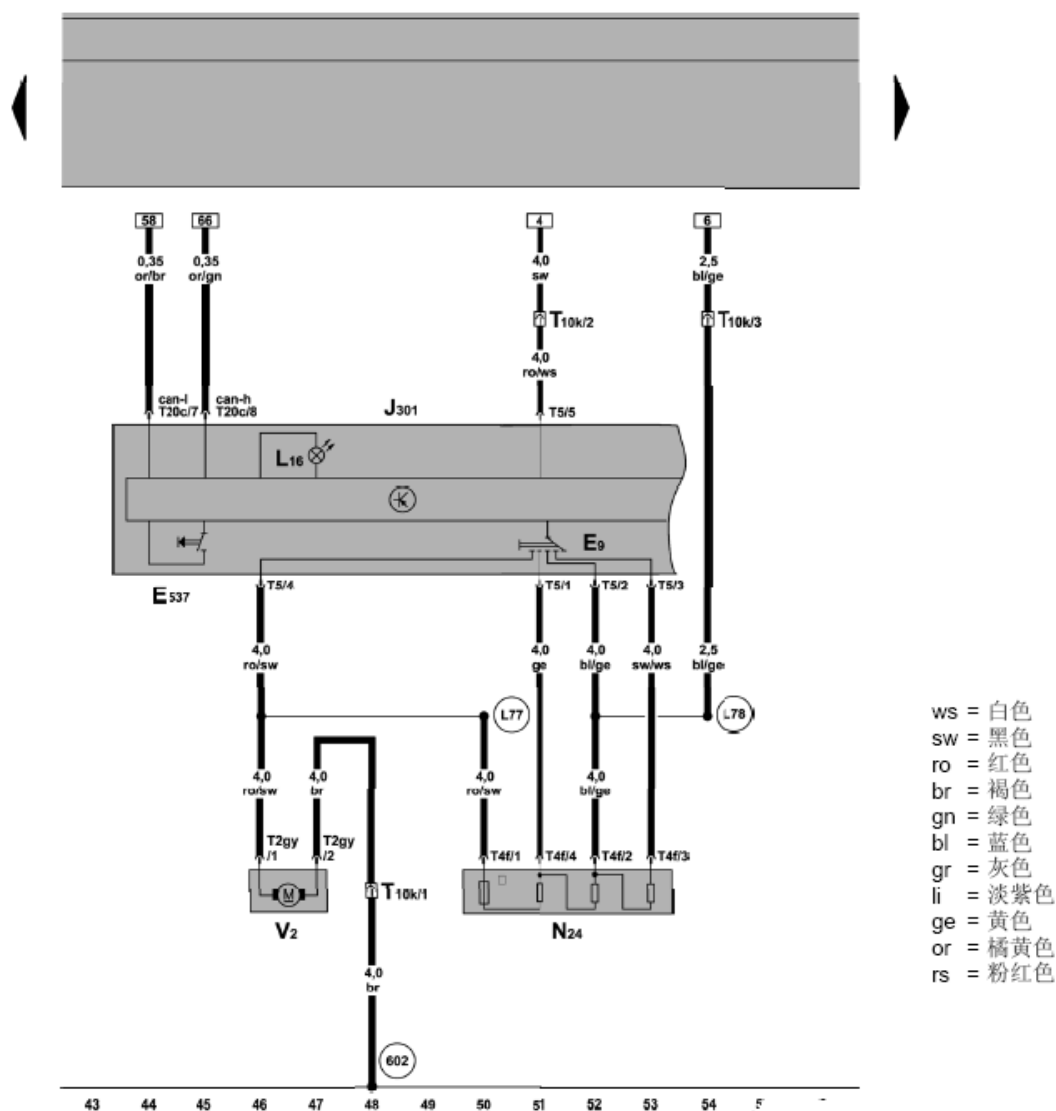 58 66 4 6
0,35 0,35 4,0 2,5
or/br or/gn sw bl/ge
T10k/2 T10k/3
4,0
ro/ws
can-l can-h
T20c/7 T20c/8 J301 T5/5
L16
E9
E537 T5/4 T5/1 T5/2 T5/3
4,0 4,0 4,0 4,0 2,5
ro/sw ge bl/ge sw/ws bl/ge
L77 L78
4,0 4,0 4,0 4,0
ro/sw br ro/sw bl/ge
T2gy T2gy
/1 /2 T4f/1 T4f/4 T4f/2 T4f/3
M T10k/1
V2 N24
4,0
br
602
43 44 45 46 47 48 49 50 51 52 53 54
ws = 白色
sw = 黑色
ro = 红色
br = 褐色
gn = 绿色
bl = 蓝色
gr = 灰色
li = 淡紫色
ge = 黄色
or = 橘黄色
rs = 粉红色